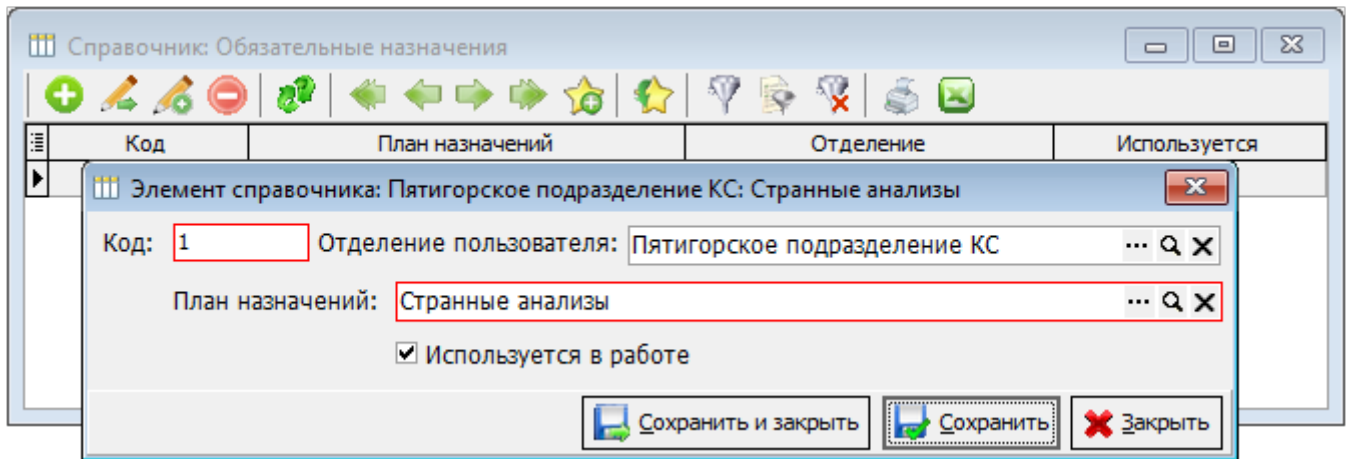 Справочник: Обязательные назначения
Код План назначений Отделение Используется
Элемент справочника: Пятигорское подразделение КС: Странные анализы
Код: 1 Отделение пользователя: Пятигорское подразделение КС
План назначений: Странные анализы
Используется в работе
Сохранить и закрыть Сохранить Закрыть